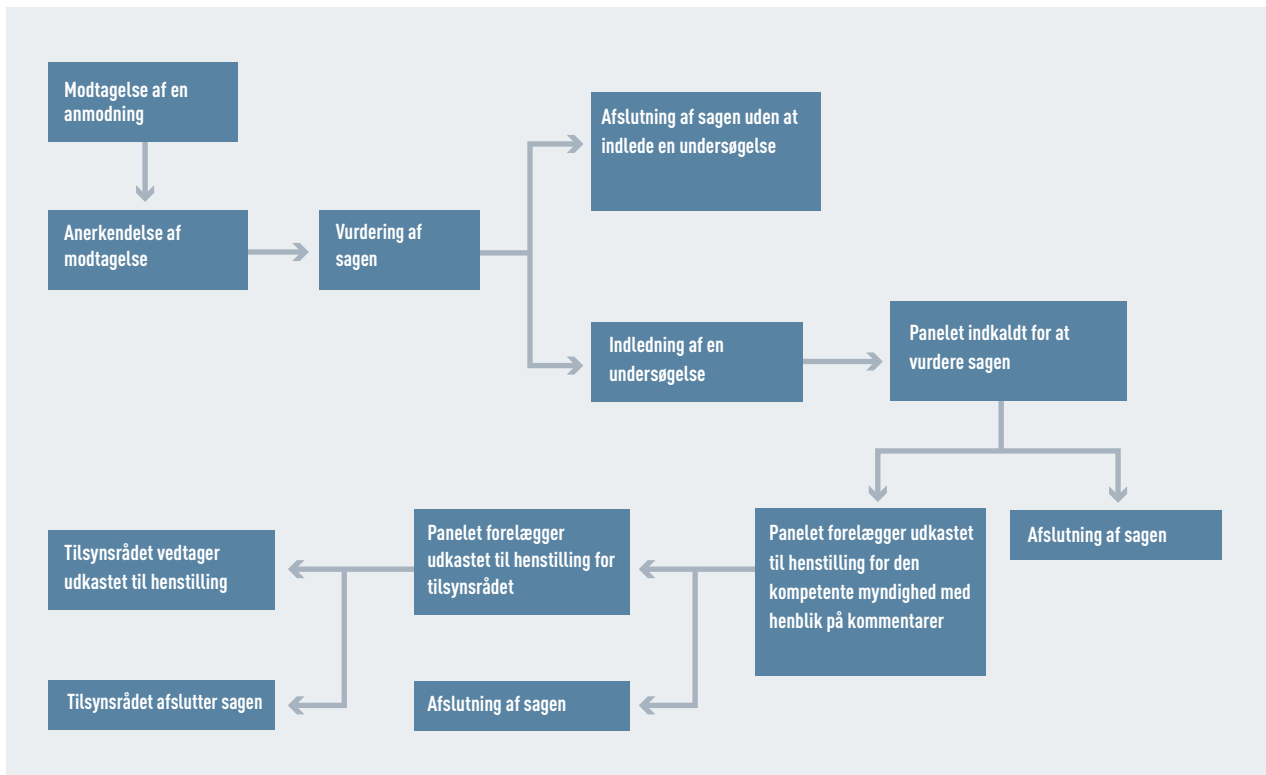 Modtagelse af en
anmodning
Anerkendelse af
modtagelse
Vurdering af
sagen
Afslutning af sagen uden at
indlede en undersøgelse
Indledning af en
undersøgelse
Panelet indkaldt for at
vurdere sagen
Afslutning af sagen
Panelet forelægger udkastet
til henstilling for den
kompetente myndighed med
henblik på kommentarer
Panelet forelægger
udkastet til henstilling for
tilsynsrådet
Afslutning af sagen
Tilsynsrådet vedtager
udkastet til henstilling
Tilsynsrådet afslutter sagen